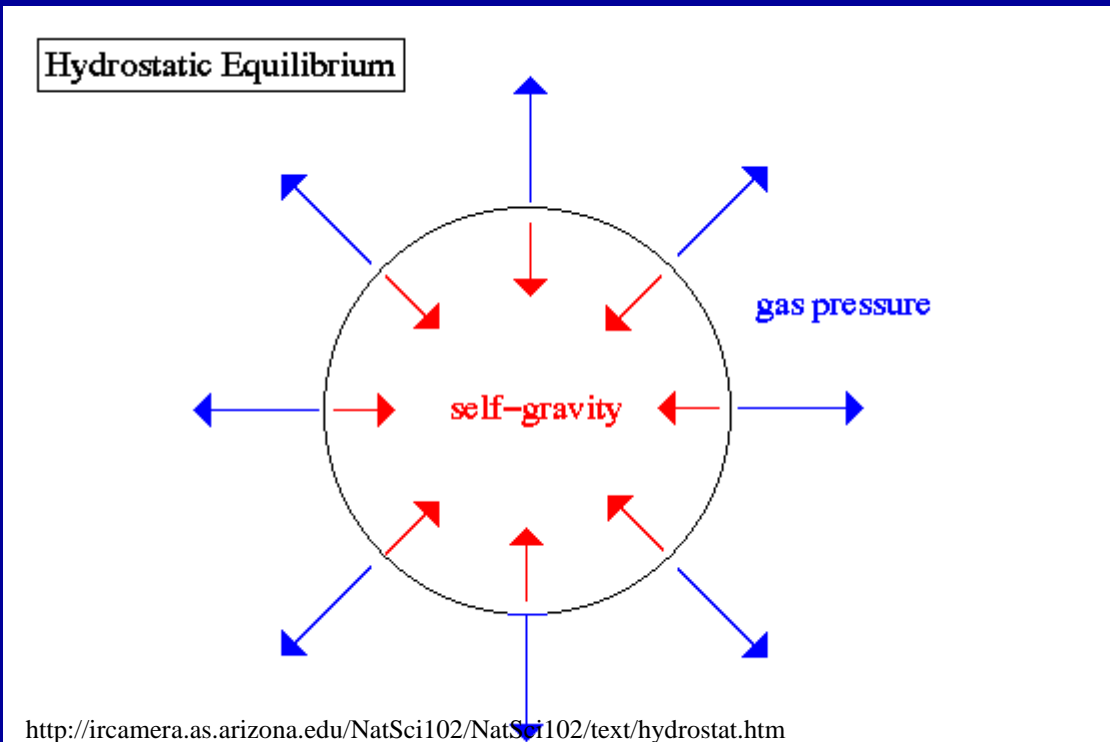 Hydrostatic Equilibrium
gas pressure
self-gravity
http://ircamera.as.arizona.edu/NatSci102/NatSci102/text/hydrostat.htm